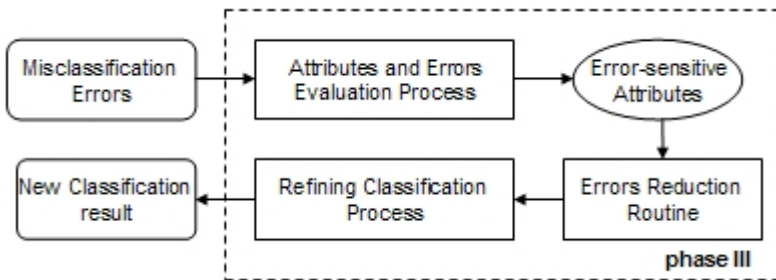 Misclassification
Errors
Attributes and Errors
Evaluation Process
Error-sensitive
Attributes
New Classification
result
Refining Classification
Process
Errors Reduction
Routine
phase III